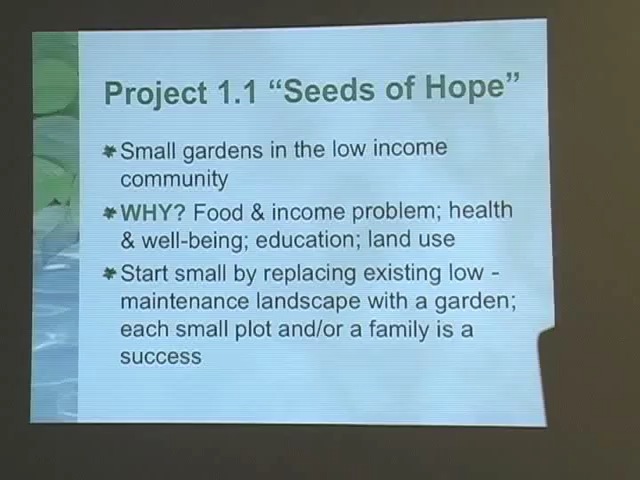 Project 1.1 “Seeds of Hope”
Small gardens in the low income
community
WHY? Food & income problem; health
& well-being; education; land use
Start small by replacing existing low -
maintenance landscape with a garden;
each small plot and/or a family is a
success